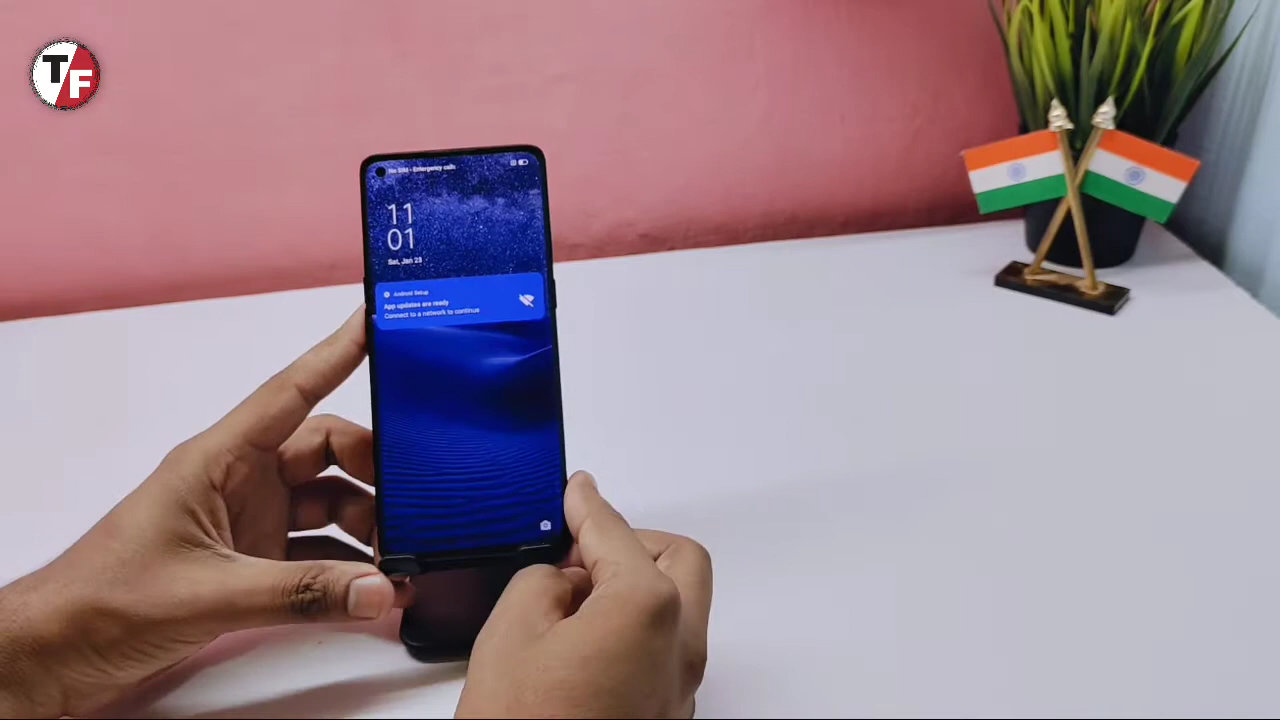 TF
No SIM - Emergency calls
11
01
Sat, Jan 23
Android Setup
App updates are ready
Connect to a network to continue